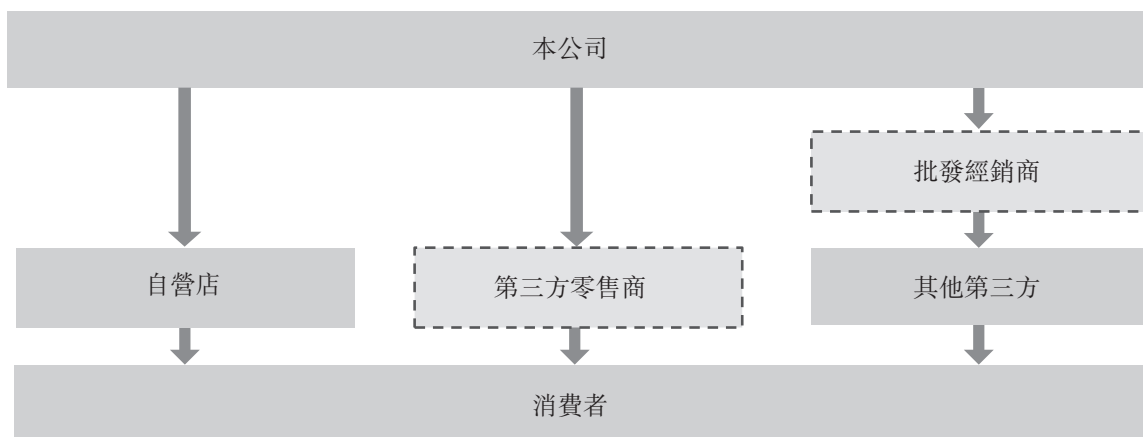 本公司
批發經銷商
自營店
第三方零售商
其他第三方
消費者